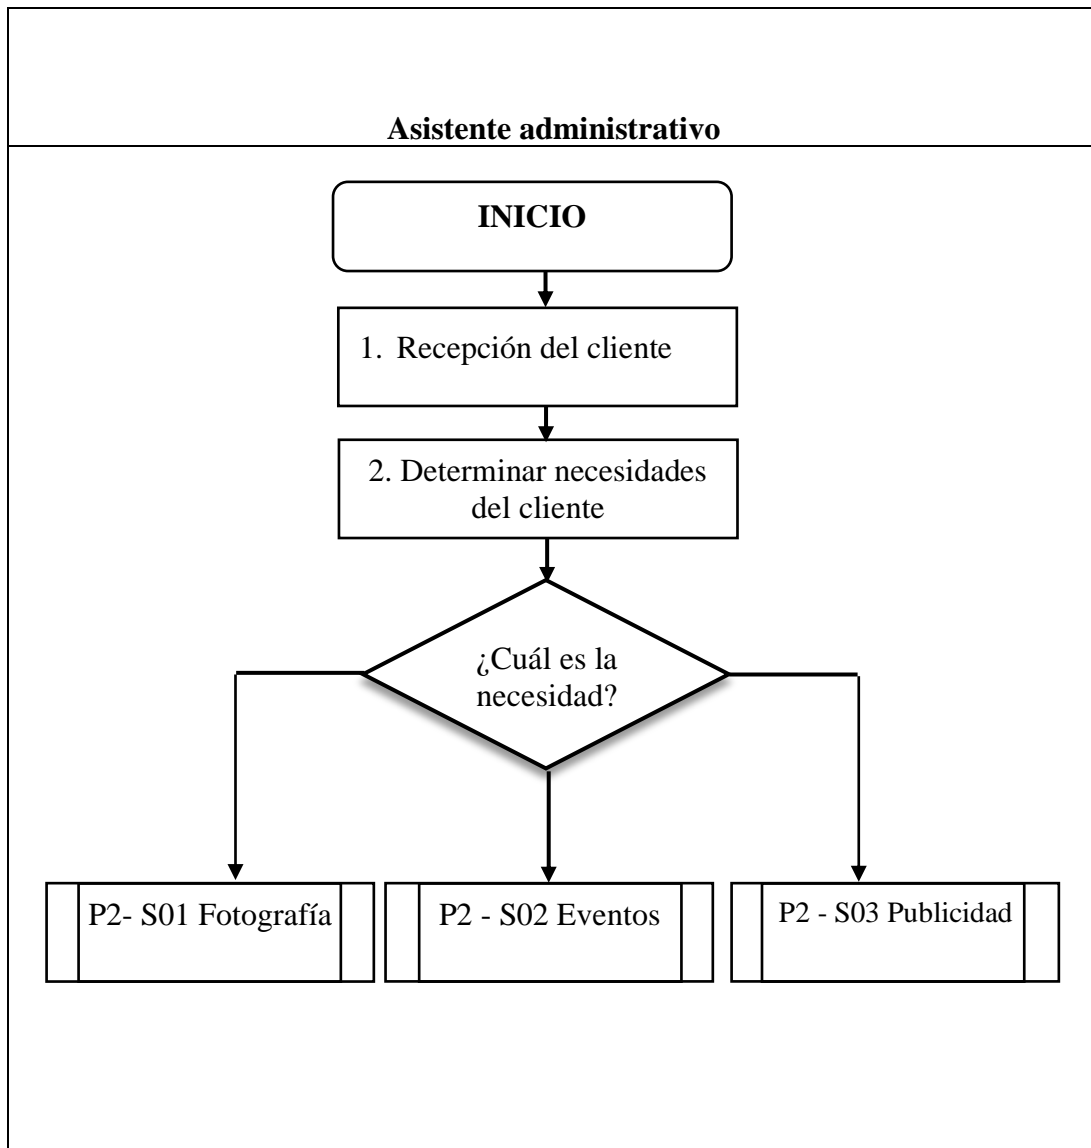 Asistente administrativo
INICIO
1. Recepción del cliente
2. Determinar necesidades
del cliente
¿Cuál es la
necesidad?
P2- S01 Fotografía
P2 - S02 Eventos
P2 - S03 Publicidad